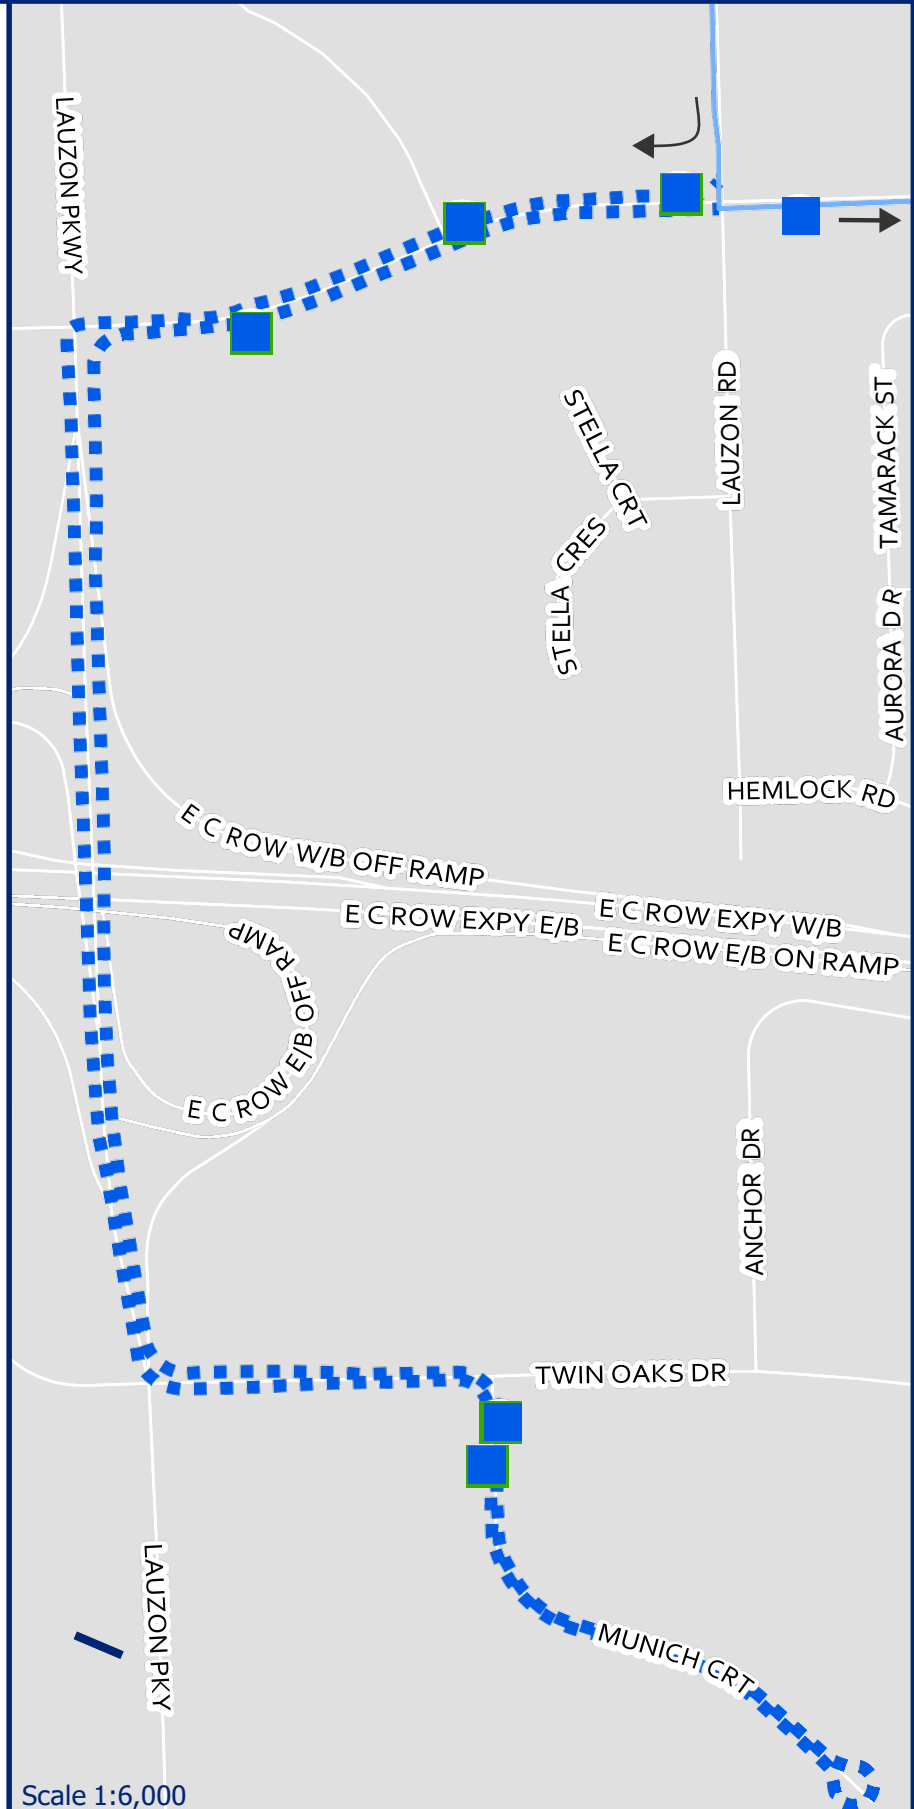 LAUZON PKWY
LAUZON RD
TAMARACK ST
STELLA CRT
STELLA CRES
AURORA DR
HEMLOCK RD
E C ROW W/B OFF RAMP
E C ROW EXPY W/B
E C ROW EXPY E/B
E C ROW E/B ON RAMP
E C ROW E/B OFF RAMP
ANCHOR DR
TWIN OAKS DR
LAUZON PKY
MUNICH CRT
Scale 1:6,000